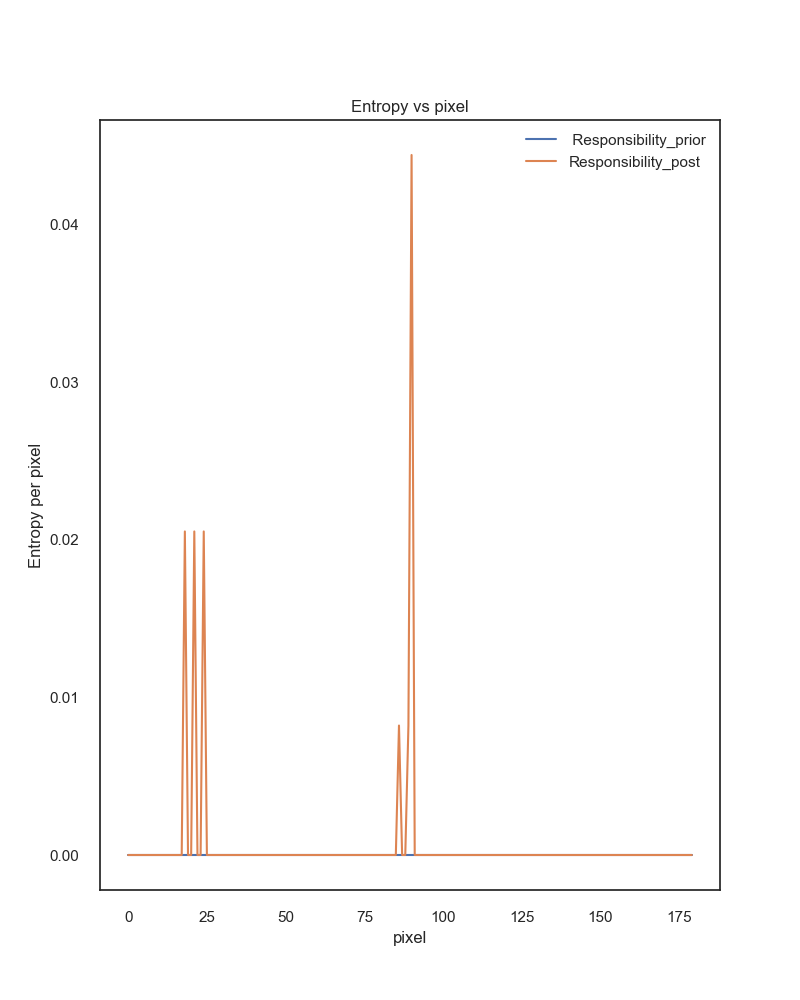 Entropy vs pixel
Responsibility_prior
Responsibility_post
Entropy per pixel
0.04
0.03
0.02
0.01
0.00
0 25 50 75 100 125 150 175
pixel